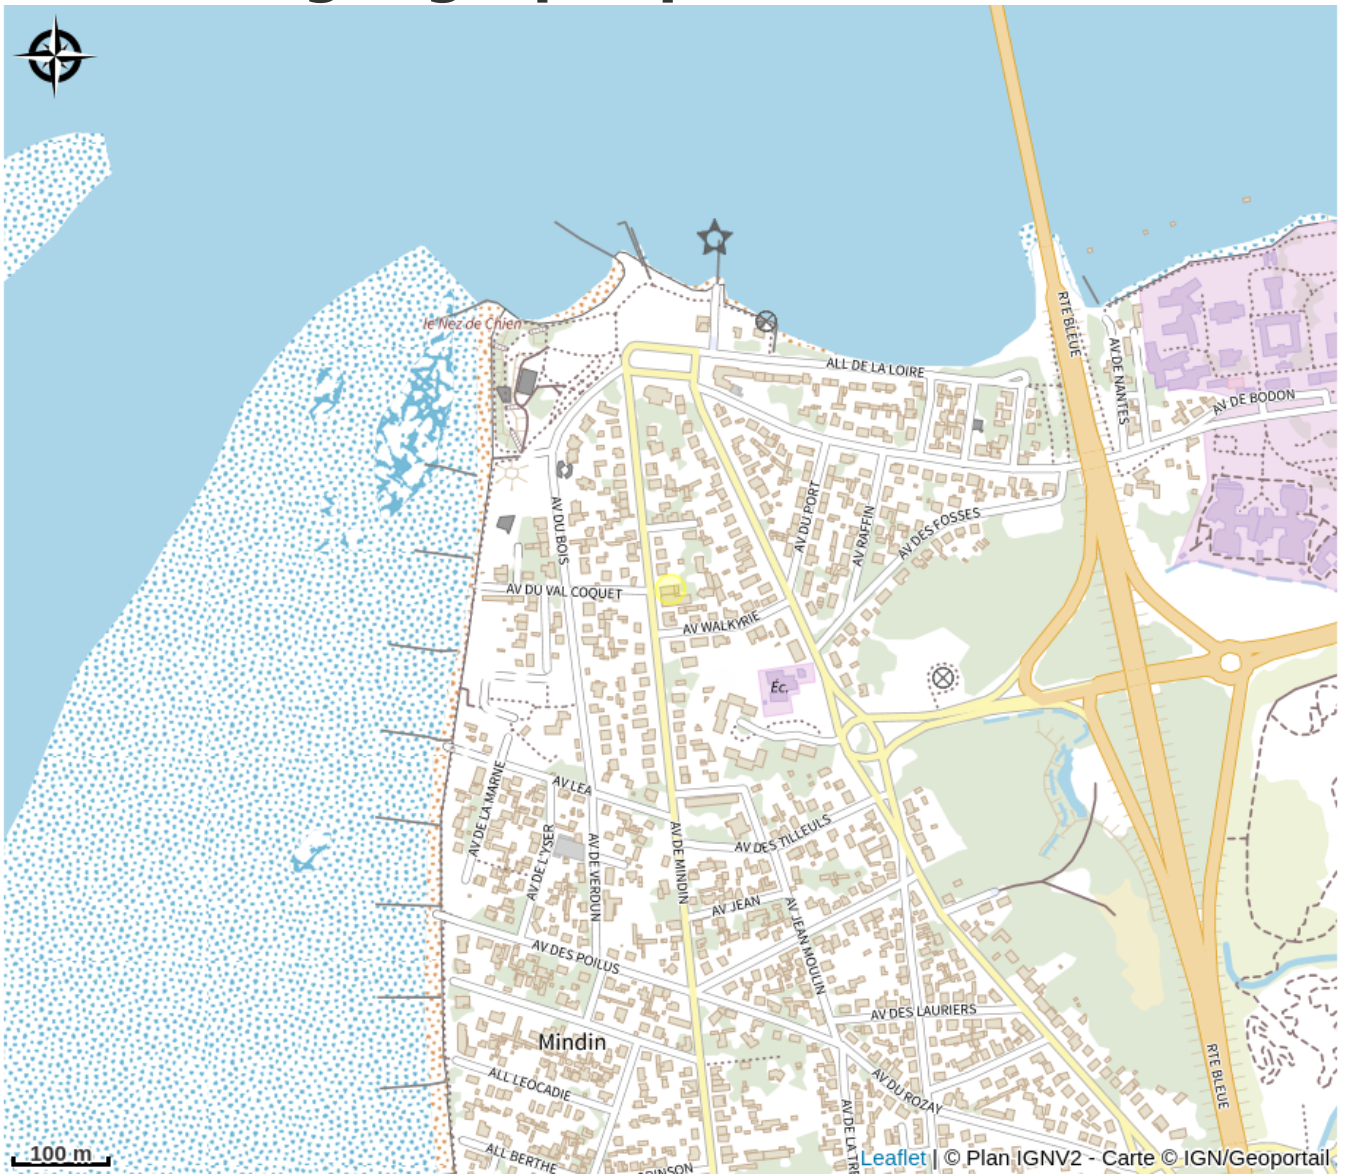 le Nez de Chien
RTE BLEUE
ALL DE LA LOIRE
AV DE NANTES
AV DE BODON
AV DU BOIS
AV DU PORT
AV RAFFIN
AV DES FOSSES
AV DU VAL COQUET
AV WALKYRIE
Éc.
AV LEA
AV DE LA MARNE
AV DE L'YSER
AV DE VERDUN
AV DE MINDIN
AV DES TILLEULS
AV JEAN
AV JEAN MOULIN
AV DES POILUS
AV DES LAURIERS
Mindin
ALL LEOCADIE
AV DU ROZAY
RTE BLEUE
ALL BERTHE
100 m
Leaflet | © Plan IGNV2 - Carte © IGN/Geoportail